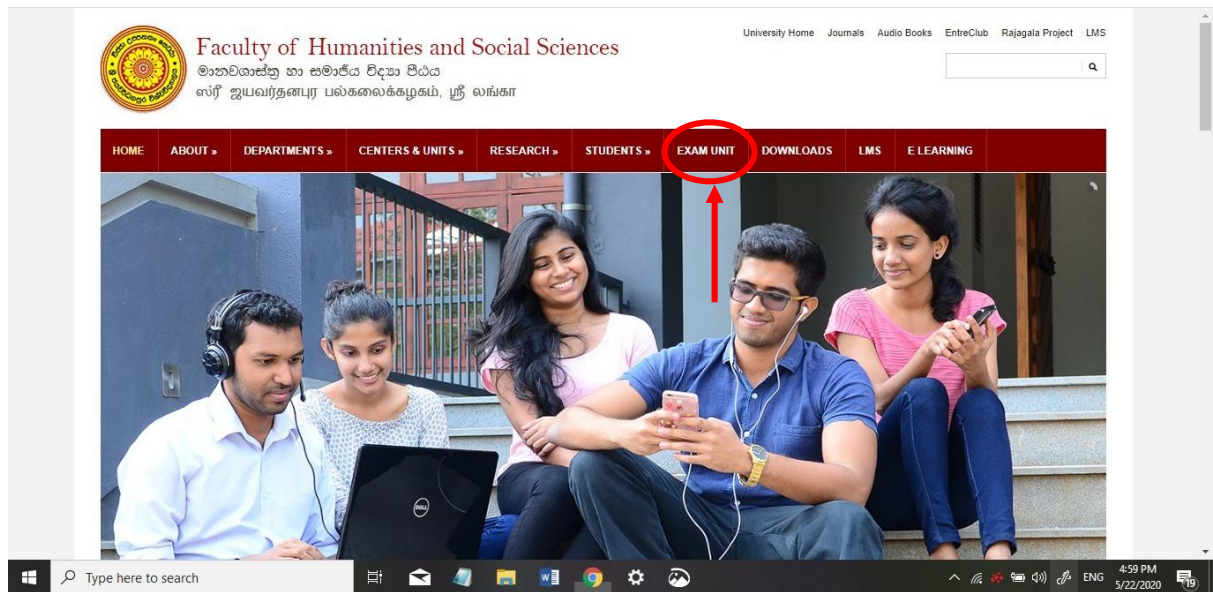 University Home Journals Audio Books EntreClub Rajagala Project LMS
Faculty of Humanities and Social Sciences
මානවශාස්ත්‍ර හා සමාජීය විද්‍යා පීඨය
ஸ்ரீ ஜயவர்தனபுர பல்கலைக்கழகம், ஸ்ரீ லங்கா
HOME ABOUT » DEPARTMENTS » CENTERS & UNITS » RESEARCH » STUDENTS » EXAM UNIT DOWNLOADS LMS E LEARNING
DELL
Type here to search
ENG
4:59 PM
5/22/2020
19